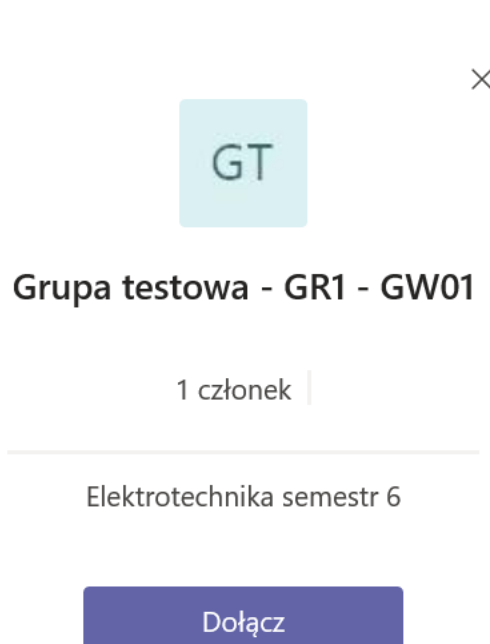 GT
Grupa testowa - GR1 - GW01
1 członek
Elektrotechnika semestr 6
Dołącz